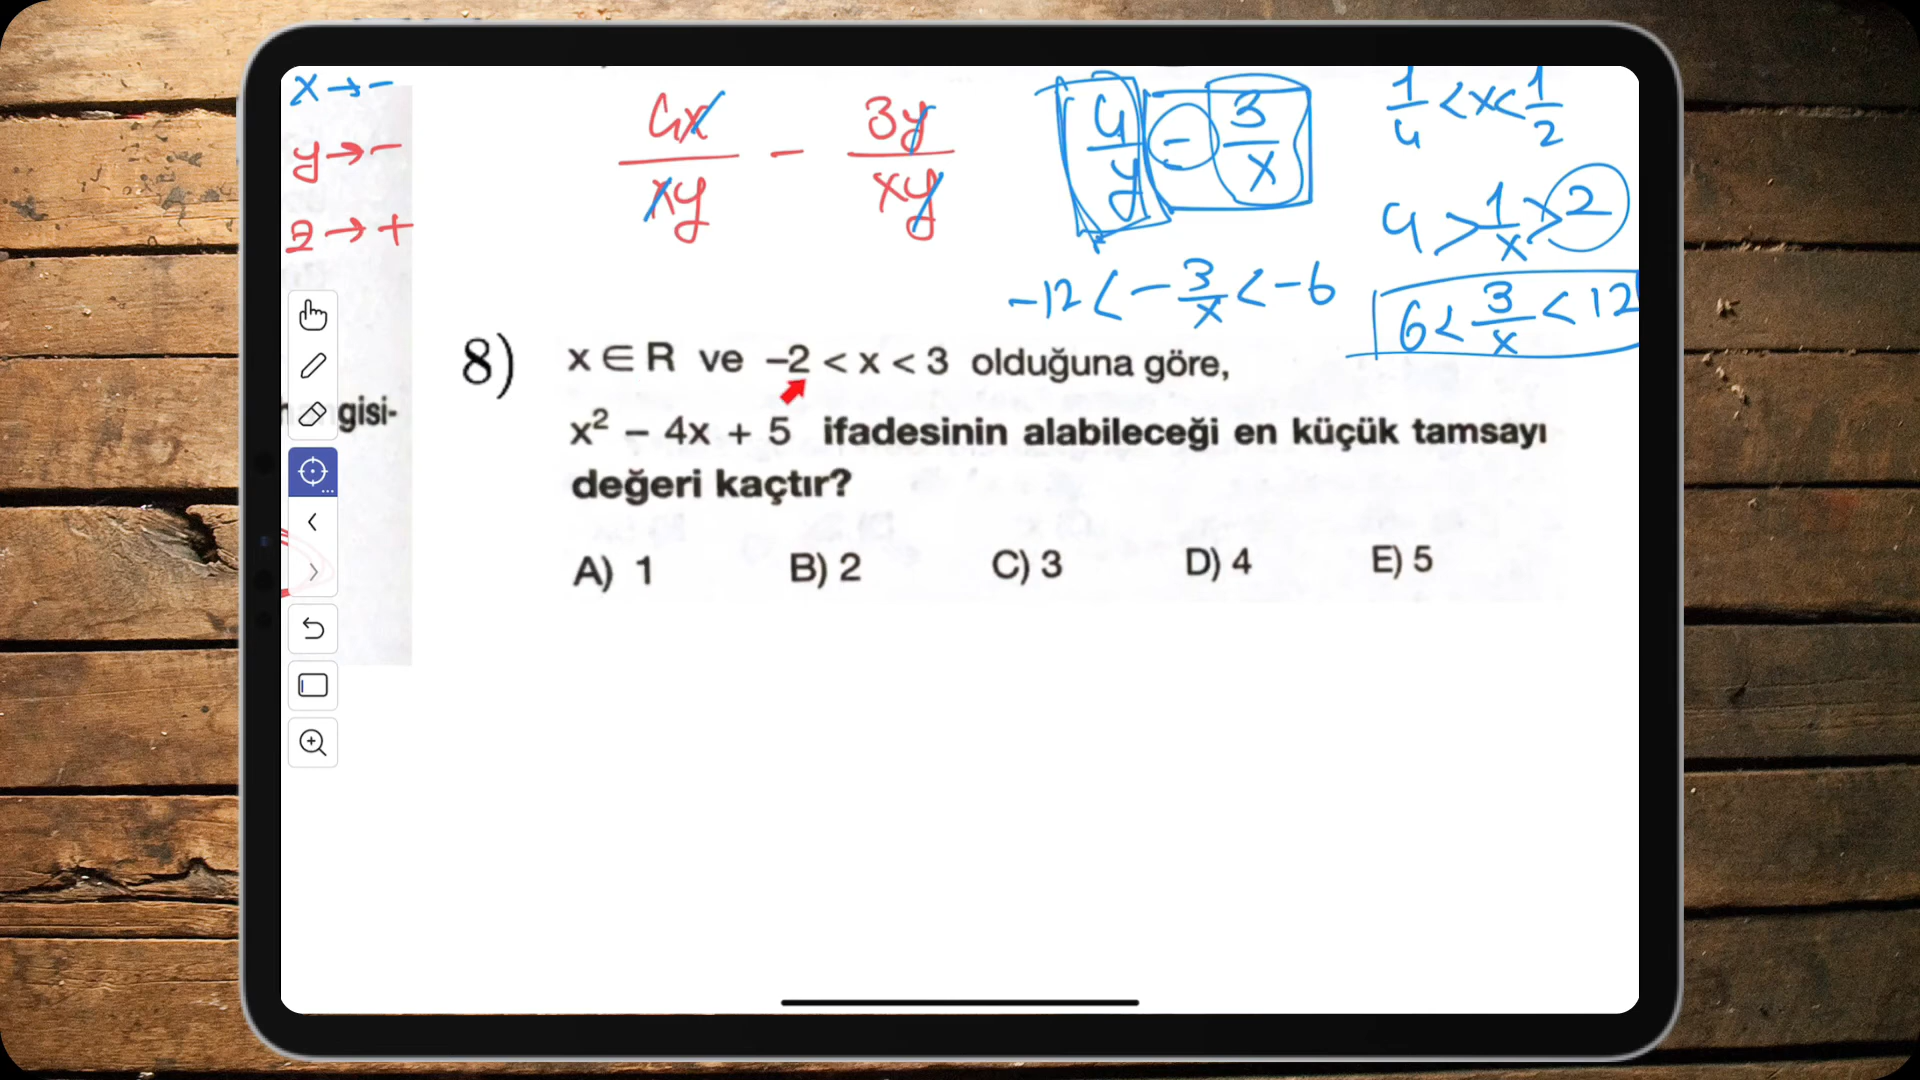 x → -
y → -
2 → +
4x/xy - 3y/xy
4/y - 3/x
1/4 < x < 1/2
4 > 1/x > 2
-12 < -3/x < -6
6 < 3/x < 12
gisi-
8) x ∈ R ve -2 < x < 3 olduğuna göre,
x² - 4x + 5 ifadesinin alabileceği en küçük tamsayı
değeri kaçtır?
A) 1 B) 2 C) 3 D) 4 E) 5